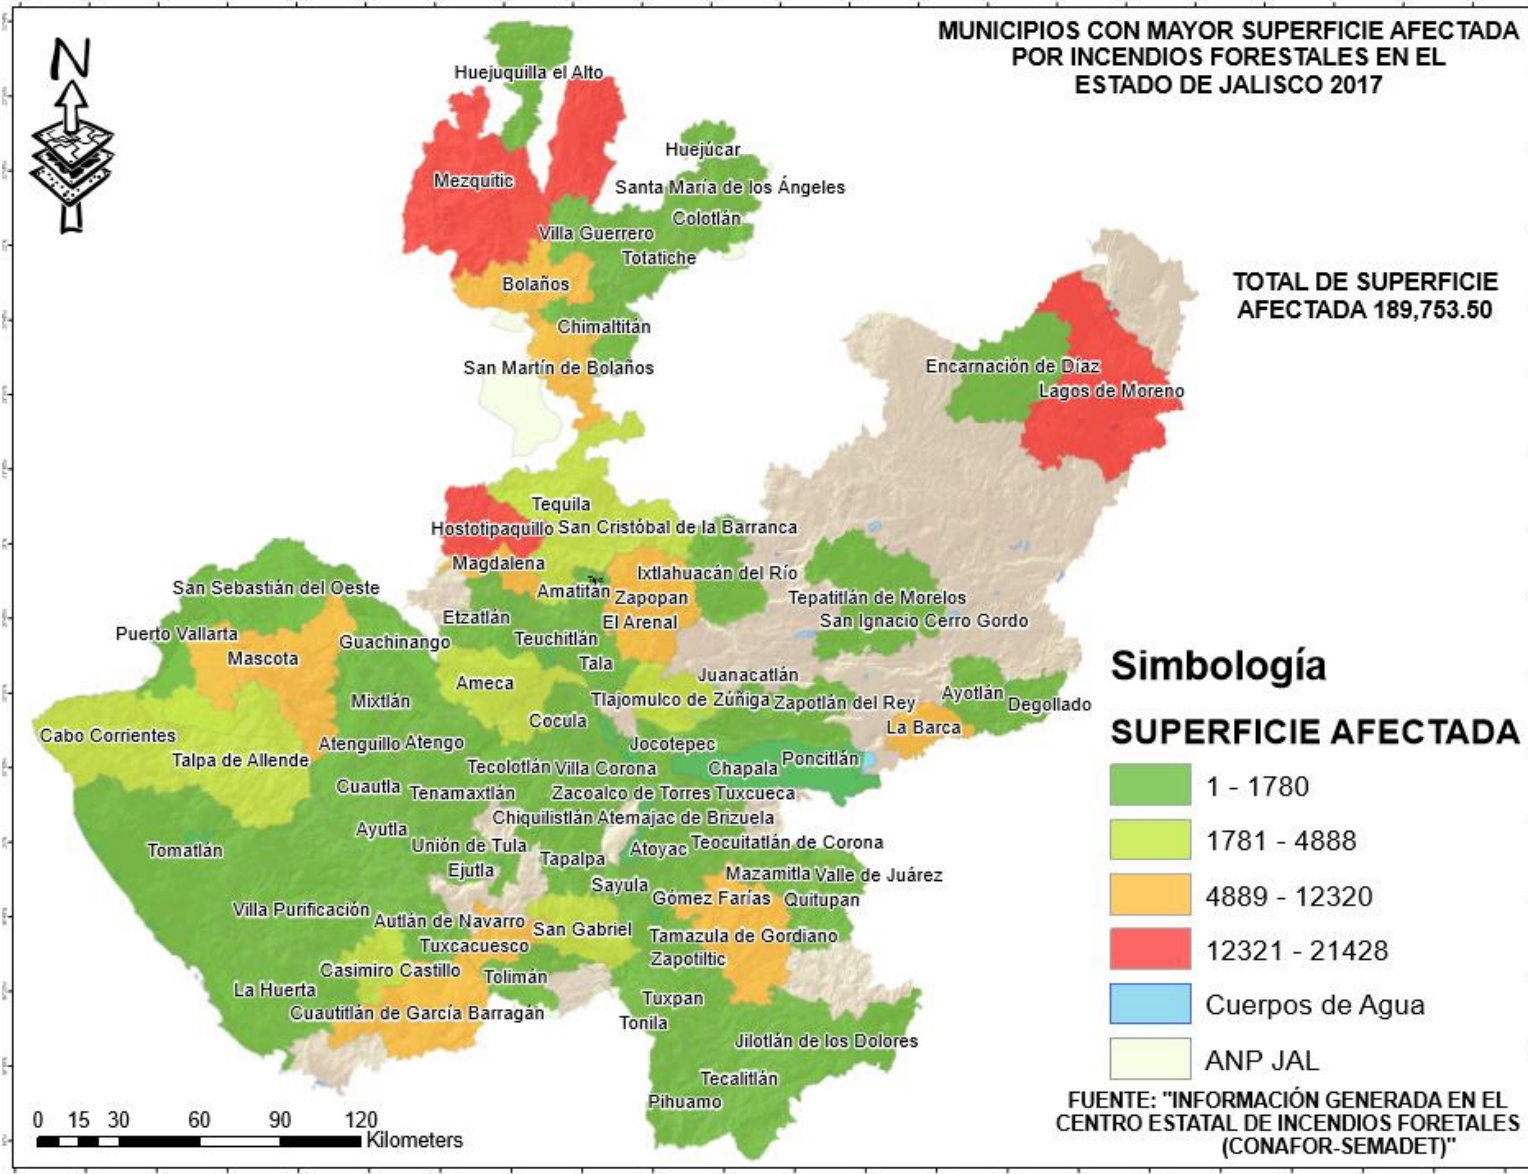 MUNICIPIOS CON MAYOR SUPERFICIE AFECTADA
POR INCENDIOS FORESTALES EN EL
ESTADO DE JALISCO 2017
N
Huejuquilla el Alto
Huejúcar
Mezquitic
Santa María de los Ángeles
Colotlán
Villa Guerrero
Totatiche
Bolaños
TOTAL DE SUPERFICIE
AFECTADA 189,753.50
Chimaltitán
San Martín de Bolaños
Encarnación de Díaz
Lagos de Moreno
Tequila
Hostotipaquillo
San Cristóbal de la Barranca
Magdalena
Ixtlahuacán del Río
San Sebastián del Oeste
Amatitán
Zapopan
Tepatitlán de Morelos
Etzatlán
El Arenal
San Ignacio Cerro Gordo
Puerto Vallarta
Guachinango
Teuchitlán
Mascota
Tala
Juanacatlán
Ameca
Mixtlán
Tlajomulco de Zúñiga
Zapotlán del Rey
Ayotlán
Degollado
Cocula
La Barca
Cabo Corrientes
Atenguillo
Atengo
Jocotepec
Talpa de Allende
Tecolotlán
Villa Corona
Chapala
Poncitlán
Cuautla
Tenamaxtlán
Zacoalco de Torres
Tuxcueca
Chiquilistlán
Atemajac de Brizuela
Ayutla
Unión de Tula
Tomatlán
Tapalpa
Atoyac
Teocuitatlán de Corona
Ejutla
Sayula
Mazamitla
Valle de Juárez
Gómez Farías
Quitupan
Villa Purificación
Autlán de Navarro
San Gabriel
Tuxcacuesco
Tamazula de Gordiano
Zapotiltic
Casimiro Castillo
Tolimán
La Huerta
Tuxpan
Cuautitlán de García Barragán
Tonila
Jilotlán de los Dolores
Tecalitlán
Pihuamo
Simbología
SUPERFICIE AFECTADA
1 - 1780
1781 - 4888
4889 - 12320
12321 - 21428
Cuerpos de Agua
ANP JAL
FUENTE: "INFORMACIÓN GENERADA EN EL
CENTRO ESTATAL DE INCENDIOS FORETALES
(CONAFOR-SEMADET)"
0 15 30 60 90 120
Kilometers